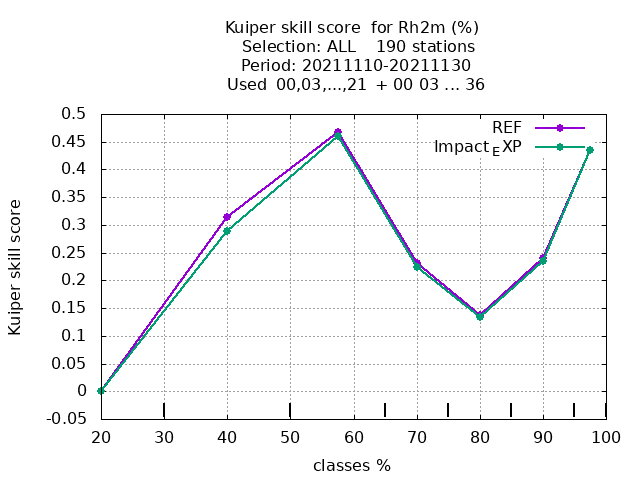 Kuiper skill score  for Rh2m (%)
Selection: ALL    190 stations
Period: 20211110-20211130
Used  00,03,...,21  + 00 03 ... 36
REF
Impact_EXP
0.5
0.45
0.4
0.35
0.3
0.25
0.2
0.15
0.1
0.05
0
-0.05
Kuiper skill score
20 30 40 50 60 70 80 90 100
classes %